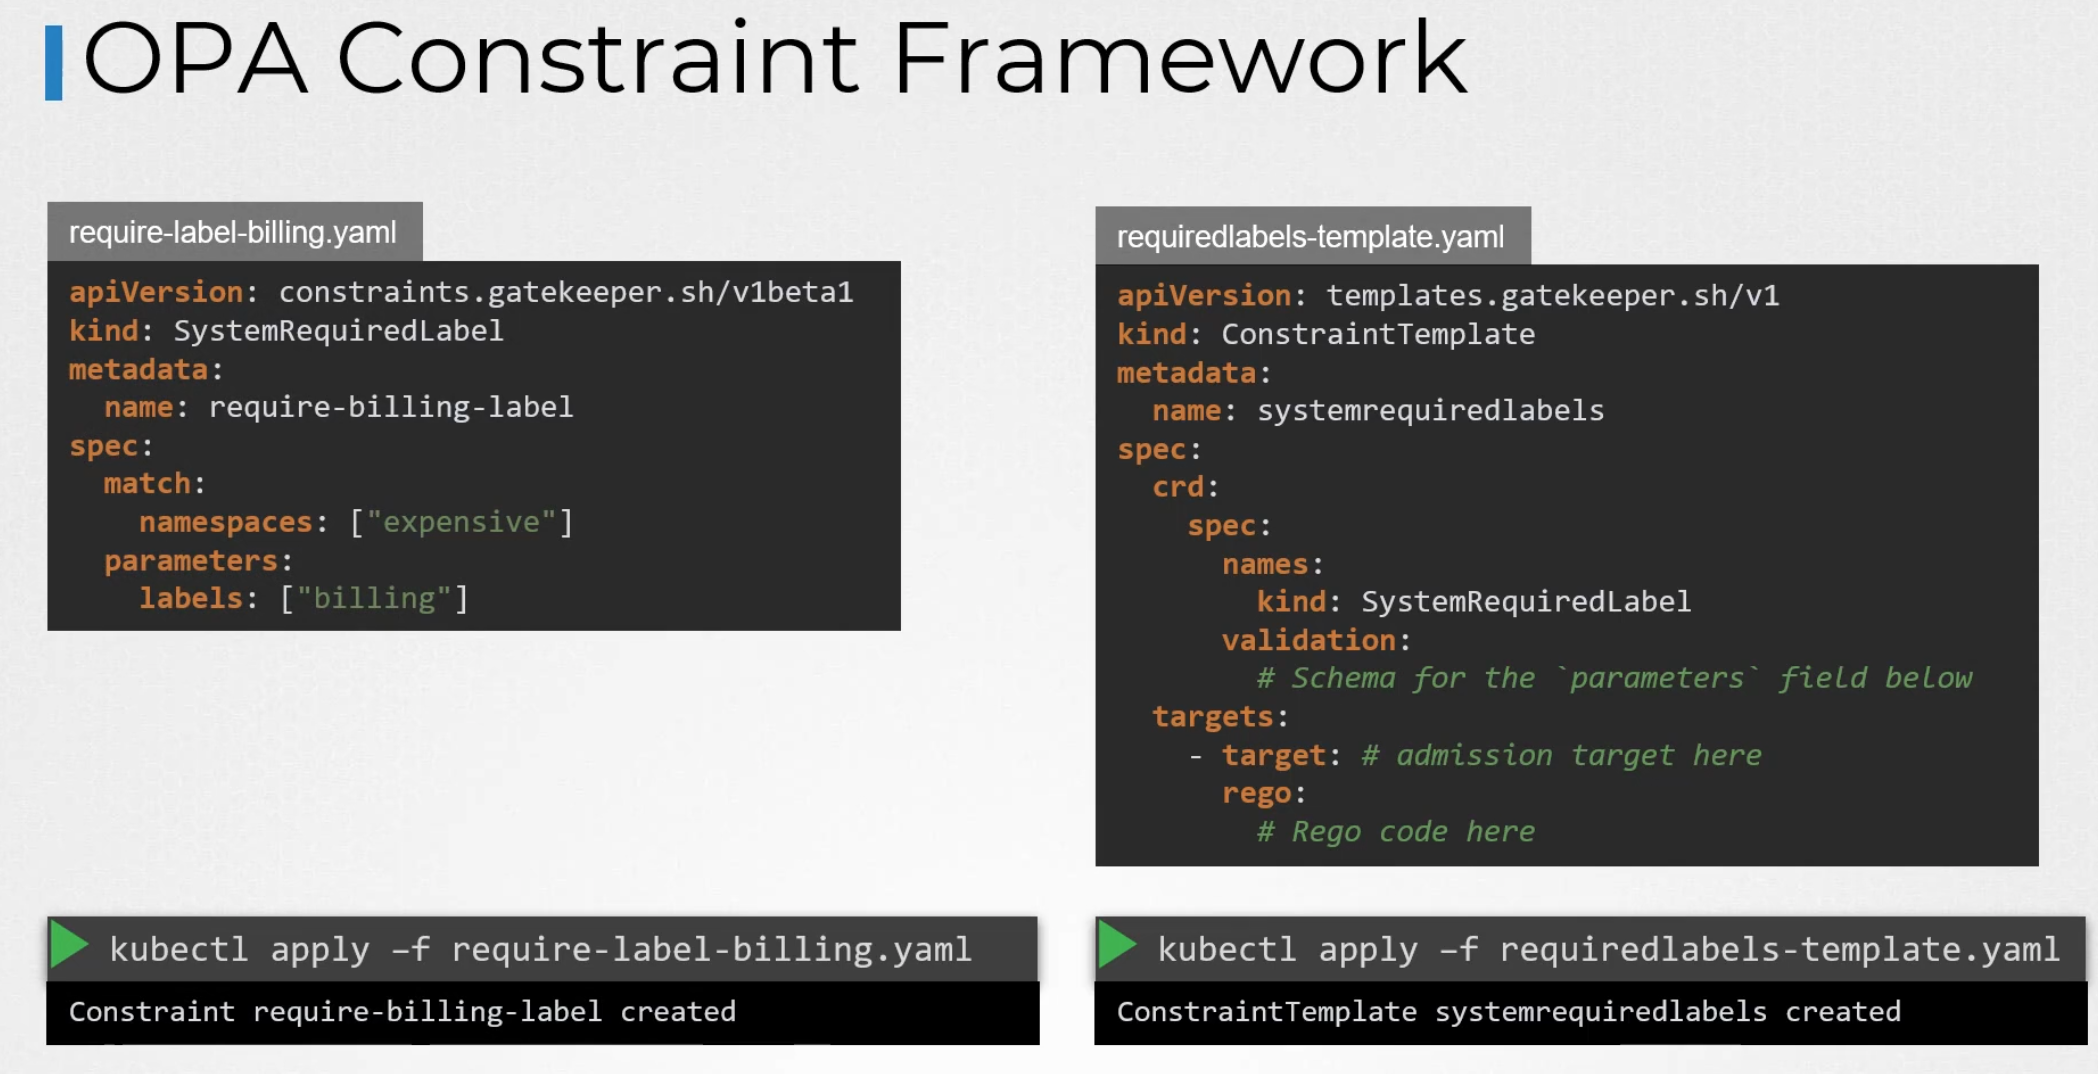 OPA Constraint Framework
require-label-billing.yaml
apiVersion: constraints.gatekeeper.sh/v1beta1
kind: SystemRequiredLabel
metadata:
  name: require-billing-label
spec:
  match:
    namespaces: ["expensive"]
  parameters:
    labels: ["billing"]
kubectl apply –f require-label-billing.yaml
Constraint require-billing-label created
requiredlabels-template.yaml
apiVersion: templates.gatekeeper.sh/v1
kind: ConstraintTemplate
metadata:
  name: systemrequiredlabels
spec:
  crd:
    spec:
      names:
        kind: SystemRequiredLabel
      validation:
        # Schema for the `parameters` field below
  targets:
    - target: # admission target here
      rego:
        # Rego code here
kubectl apply –f requiredlabels-template.yaml
ConstraintTemplate systemrequiredlabels created